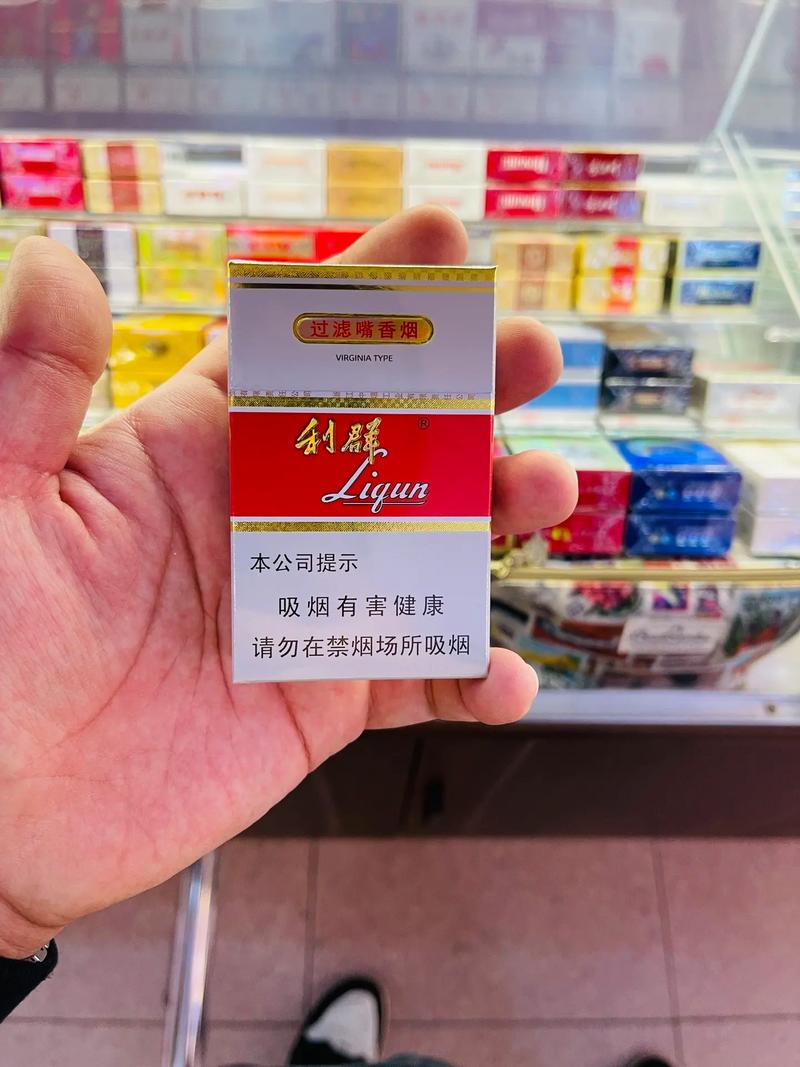 过滤嘴香烟
VIRGINIA TYPE
利群®
Liqun
本公司提示
吸烟有害健康
请勿在禁烟场所吸烟